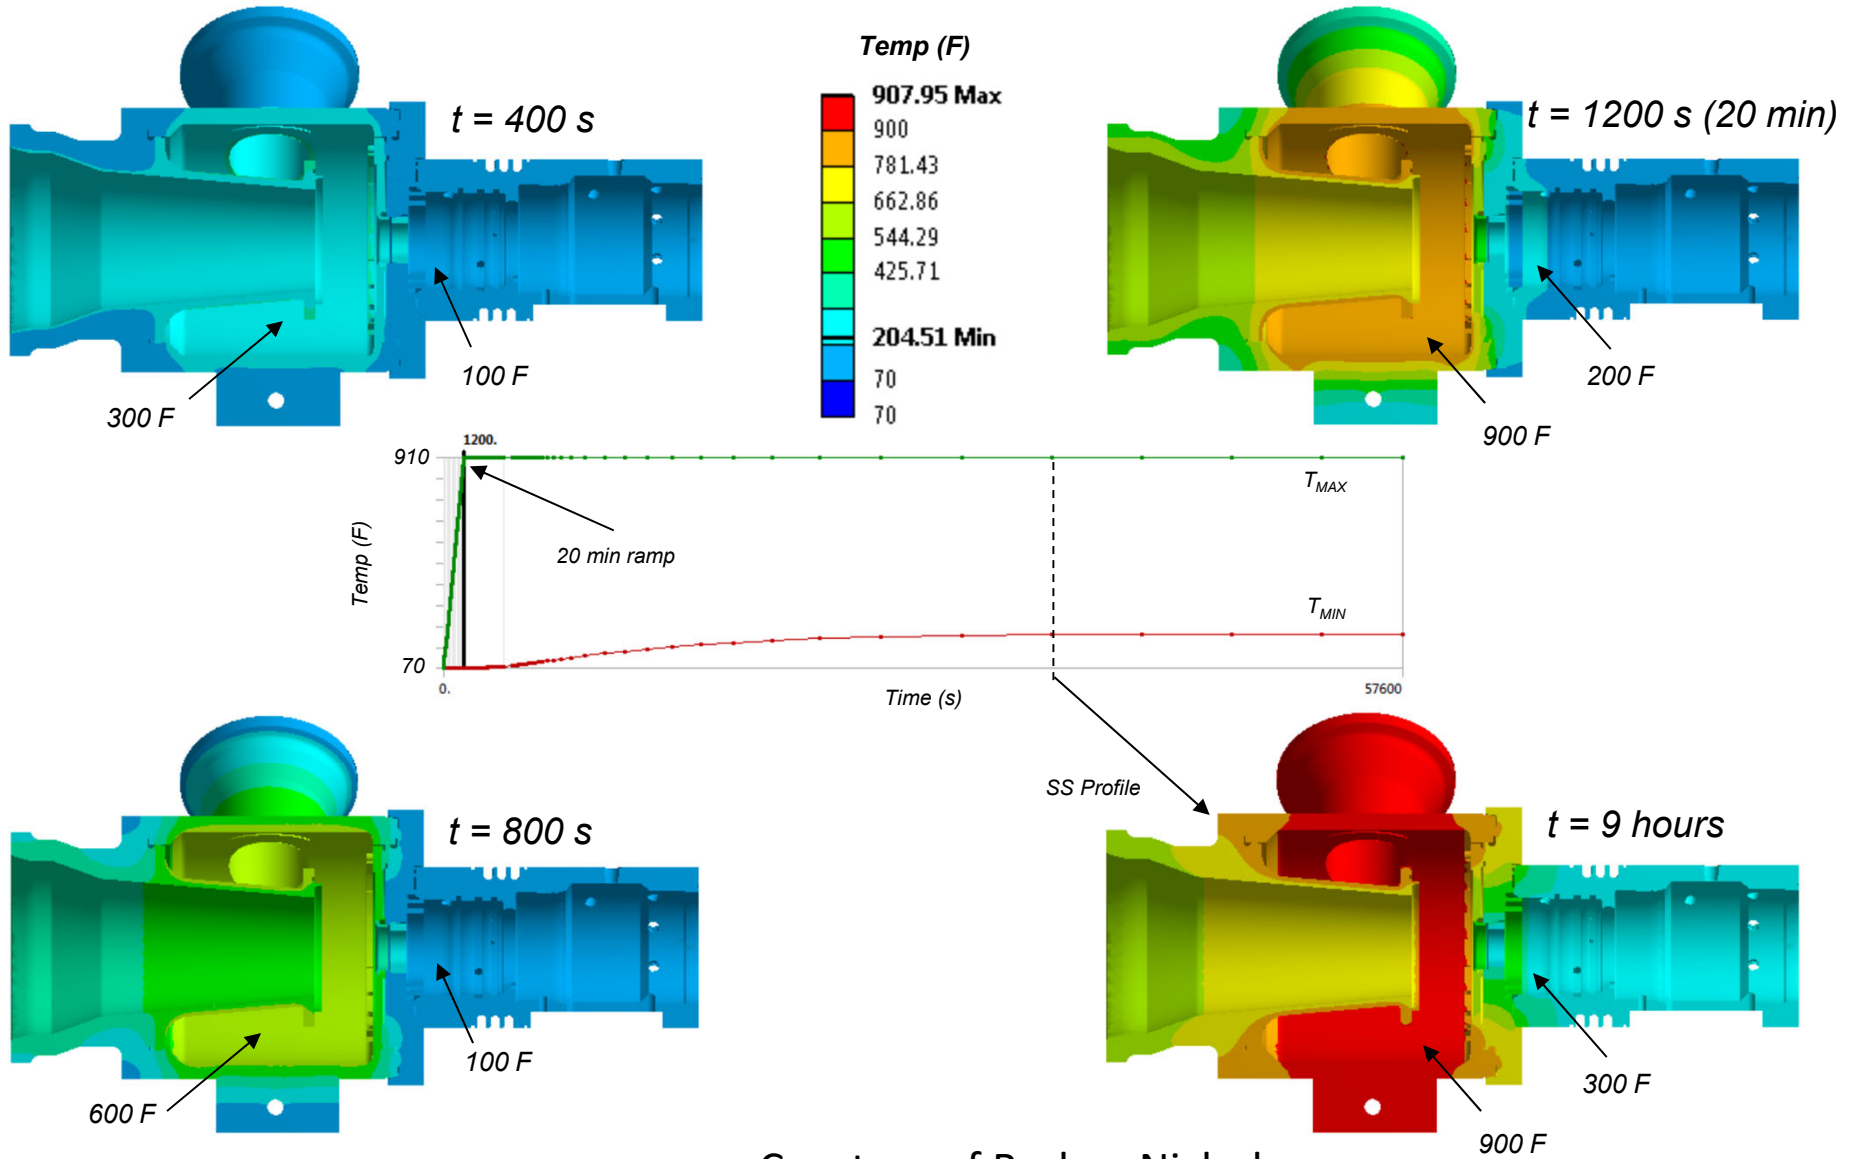 Temp (F)
907.95 Max
900
781.43
662.86
544.29
425.71
204.51 Min
70
70
t = 400 s
100 F
300 F
t = 1200 s (20 min)
200 F
900 F
1200.
910
Temp (F)
70
20 min ramp
TMAX
TMIN
0.
Time (s)
57600
SS Profile
t = 800 s
100 F
600 F
t = 9 hours
300 F
900 F